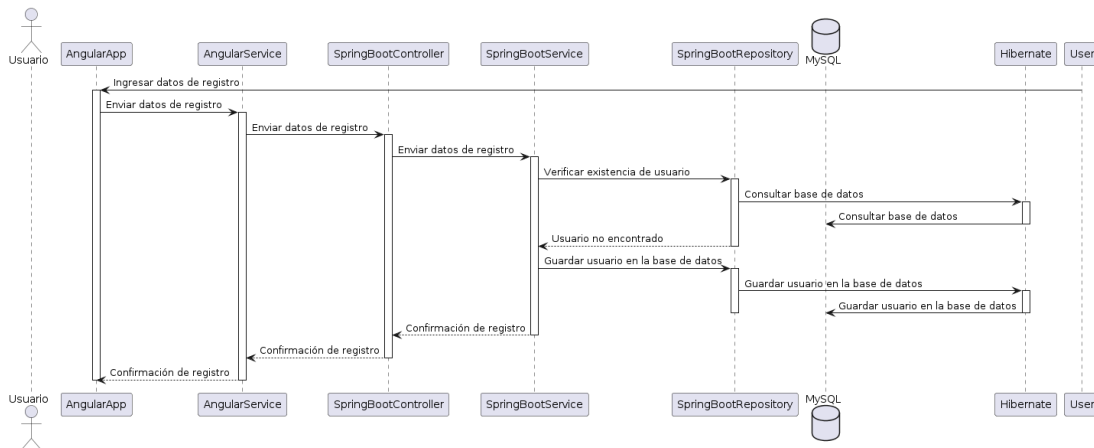 Usuario
AngularApp
AngularService
SpringBootController
SpringBootService
SpringBootRepository
MySQL
Hibernate
User
Ingresar datos de registro
Enviar datos de registro
Enviar datos de registro
Enviar datos de registro
Verificar existencia de usuario
Consultar base de datos
Consultar base de datos
Usuario no encontrado
Guardar usuario en la base de datos
Guardar usuario en la base de datos
Guardar usuario en la base de datos
Confirmación de registro
Confirmación de registro
Confirmación de registro
Usuario
AngularApp
AngularService
SpringBootController
SpringBootService
SpringBootRepository
MySQL
Hibernate
User